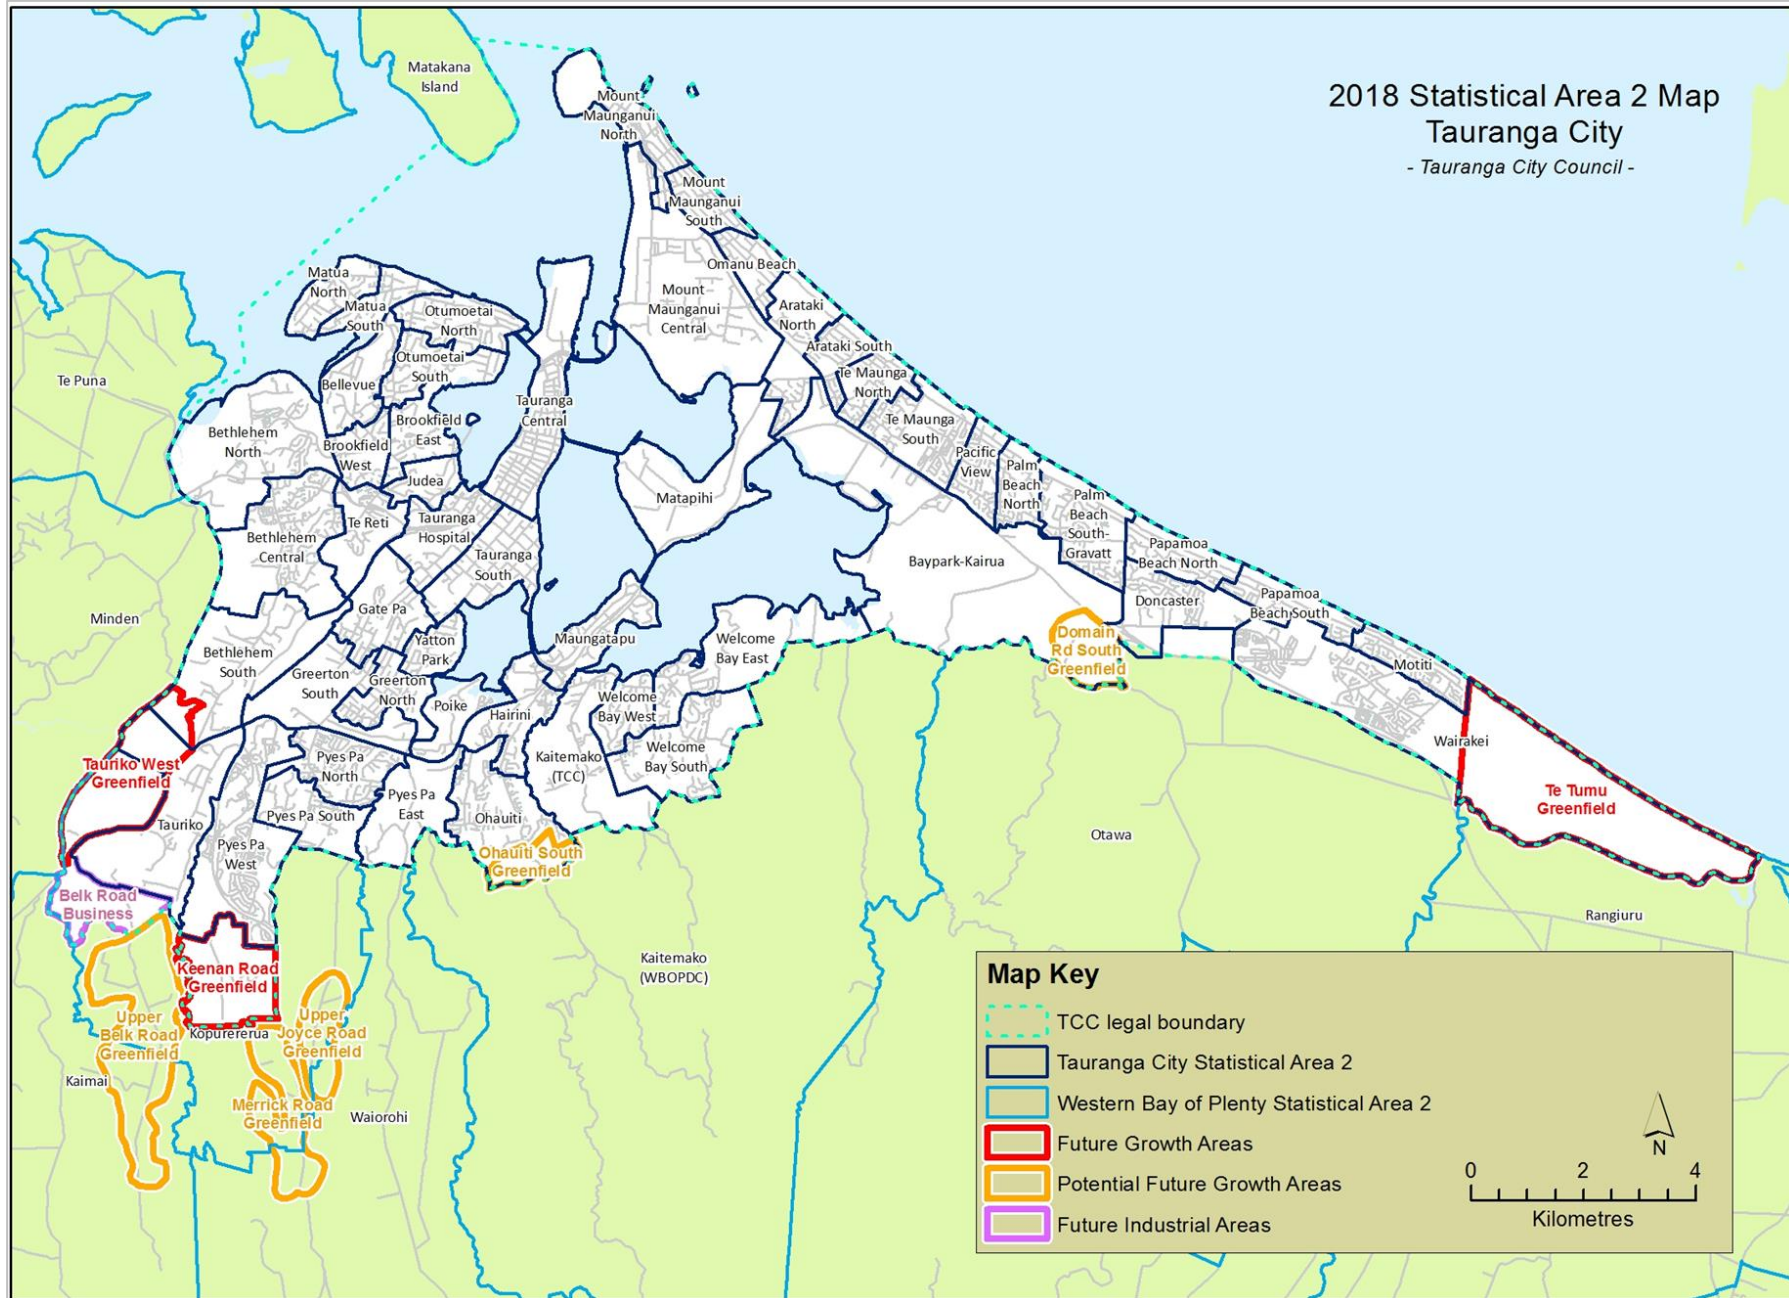 2018 Statistical Area 2 Map
Tauranga City
- Tauranga City Council -
Matakana
Island
Mount
Maunganui
North
Mount
Maunganui
South
Omanu Beach
Matua
North
Matua
South
Otumoetai
North
Mount
Maunganui
Central
Arataki
North
Arataki South
Otumoetai
South
Te Puna
Bellevue
Te Maunga
North
Tauranga
Central
Brookfield
East
Te Maunga
South
Bethlehem
North
Brookfield
West
Pacific
View
Palm
Beach
North
Judea
Matapihi
Palm
Beach
South-
Gravatt
Te Reti
Tauranga
Hospital
Bethlehem
Central
Tauranga
South
Baypark-Kairua
Papamoa
Beach North
Gate Pa
Doncaster
Papamoa
Beach South
Minden
Yatton
Park
Maungatapu
Welcome
Bay East
Domain
Rd South
Greenfield
Bethlehem
South
Greerton
South
Greerton
North
Motiti
Poike
Hairini
Welcome
Bay West
Wairakei
Tauriko West
Greenfield
Pyes Pa
North
Kaitemako
(TCC)
Welcome
Bay South
Te Tumu
Greenfield
Pyes Pa
East
Pyes Pa South
Ohauiti
Tauriko
Otawa
Pyes Pa
West
Ohauiti South
Greenfield
Belk Road
Business
Rangiuru
Kaitemako
(WBOPDC)
Keenan Road
Greenfield
Upper
Belk Road
Greenfield
Kopurererua
Upper
Joyce Road
Greenfield
Kaimai
Merrick Road
Greenfield
Waiorohi
Map Key
TCC legal boundary
Tauranga City Statistical Area 2
Western Bay of Plenty Statistical Area 2
Future Growth Areas
Potential Future Growth Areas
Future Industrial Areas
N
0 2 4
Kilometres